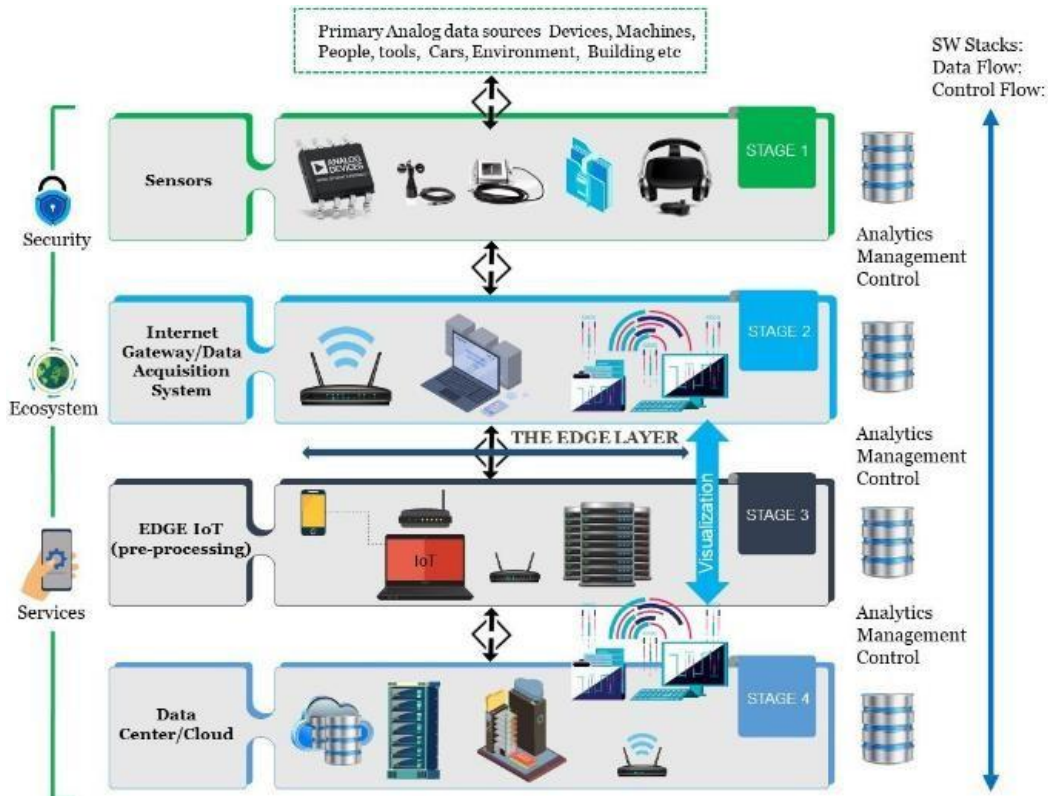 Primary Analog data sources Devices, Machines,
People, tools, Cars, Environment, Building etc
SW Stacks:
Data Flow:
Control Flow:
Security
Ecosystem
Services
Sensors
ANALOG
DEVICES
STAGE 1
Analytics
Management
Control
Internet
Gateway/Data
Acquisition
System
STAGE 2
THE EDGE LAYER
Analytics
Management
Control
EDGE IoT
(pre-processing)
IoT
Visualization
STAGE 3
Analytics
Management
Control
Data
Center/Cloud
STAGE 4